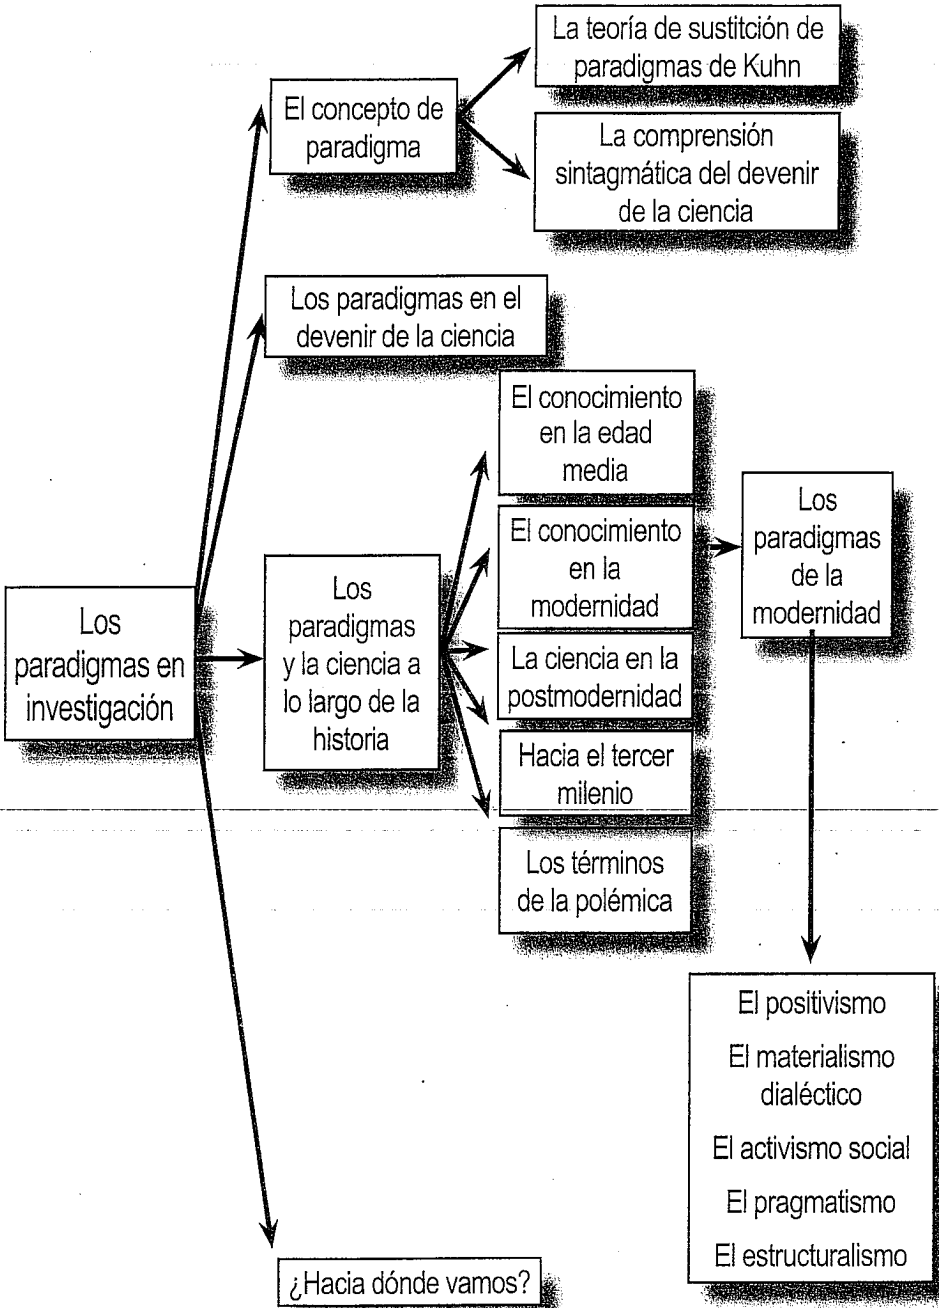 La teoría de sustitción de
paradigmas de Kuhn
El concepto de
paradigma
La comprensión
sintagmática del devenir
de la ciencia
Los paradigmas en el
devenir de la ciencia
El conocimiento
en la edad
media
Los
paradigmas
de la
modernidad
El conocimiento
en la
modernidad
Los
paradigmas
y la ciencia a
lo largo de la
historia
Los
paradigmas en
investigación
La ciencia en la
postmodernidad
Hacia el tercer
milenio
Los términos
de la polémica
El positivismo
El materialismo
dialéctico
El activismo social
El pragmatismo
El estructuralismo
¿Hacia dónde vamos?